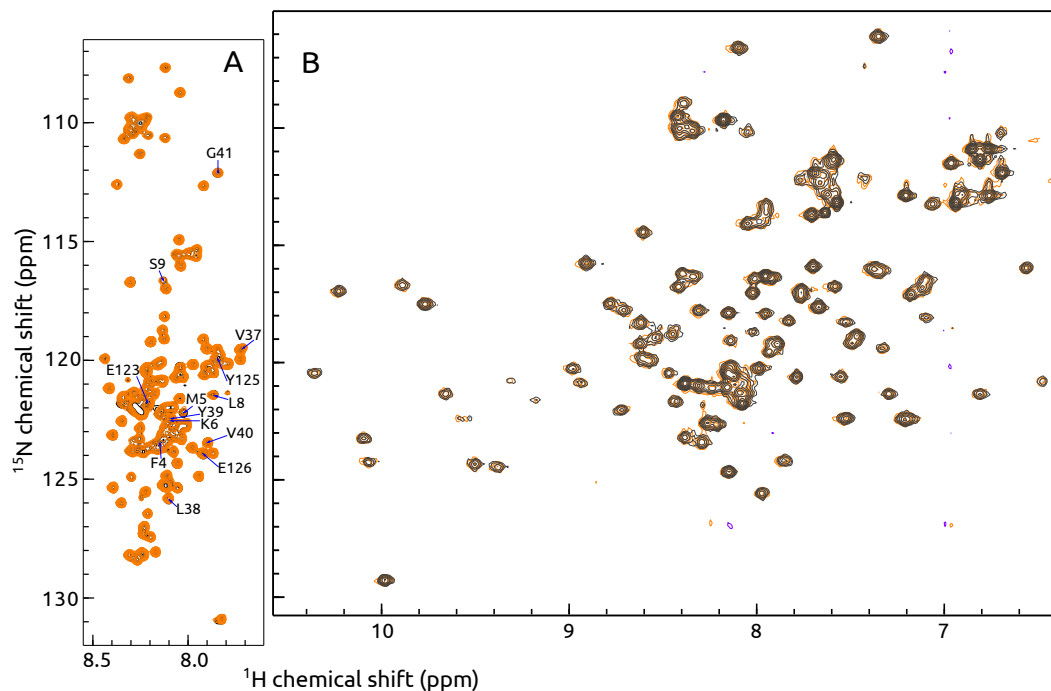 A
B
110
115
120
125
130
G41
S9
V37
E123
Y125
L8
M5
Y39
K6
V40
F4
E126
L38
8.5
8.0
10
9
8
7
¹⁵N chemical shift (ppm)
¹H chemical shift (ppm)